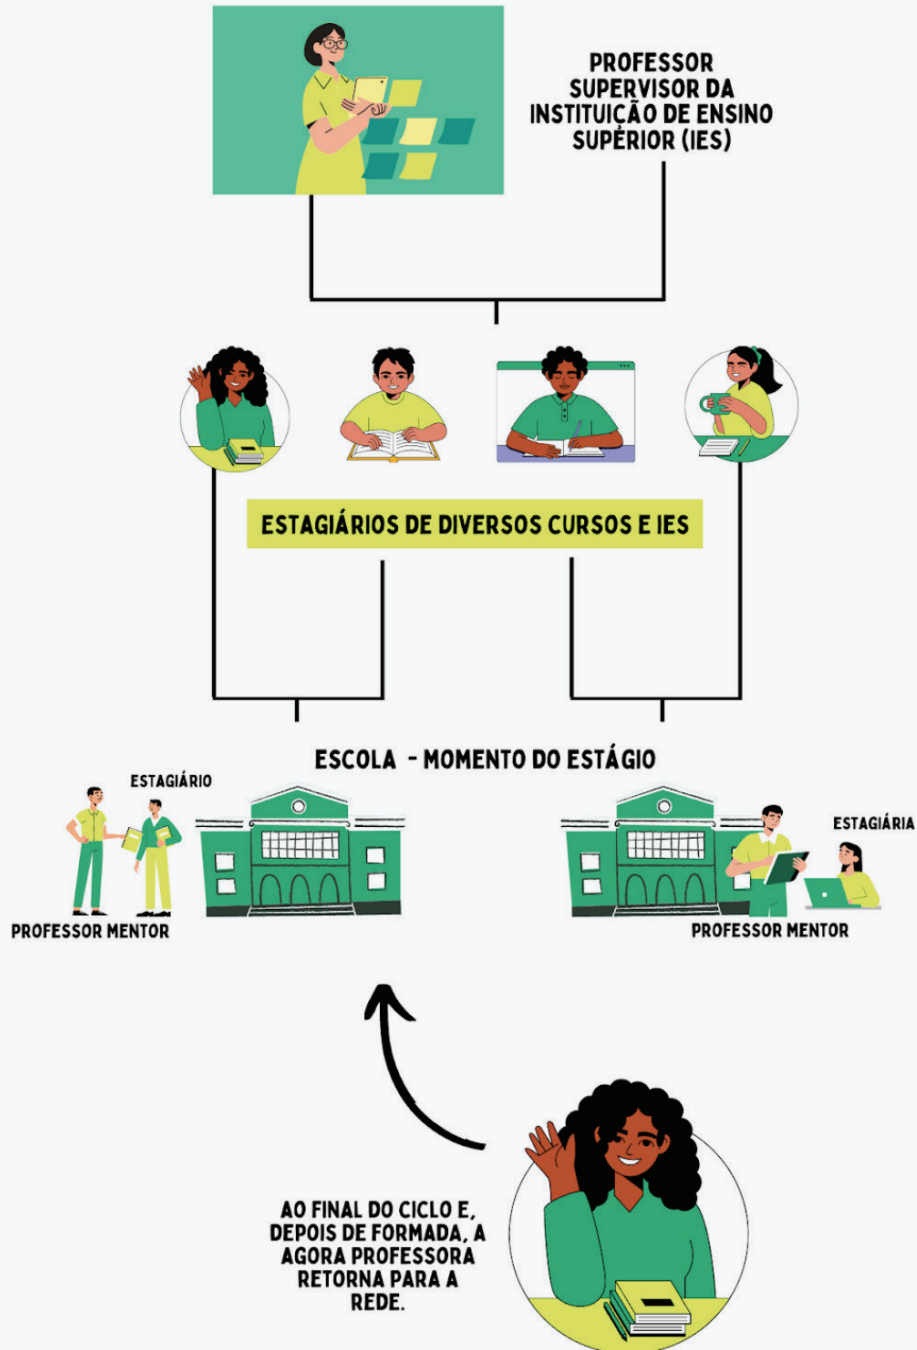 PROFESSOR
SUPERVISOR DA
INSTITUIÇÃO DE ENSINO
SUPERIOR (IES)
ESTAGIÁRIOS DE DIVERSOS CURSOS E IES
ESCOLA - MOMENTO DO ESTÁGIO
ESTAGIÁRIO
PROFESSOR MENTOR
ESTAGIÁRIA
PROFESSOR MENTOR
AO FINAL DO CICLO E,
DEPOIS DE FORMADA, A
AGORA PROFESSORA
RETORNA PARA A
REDE.